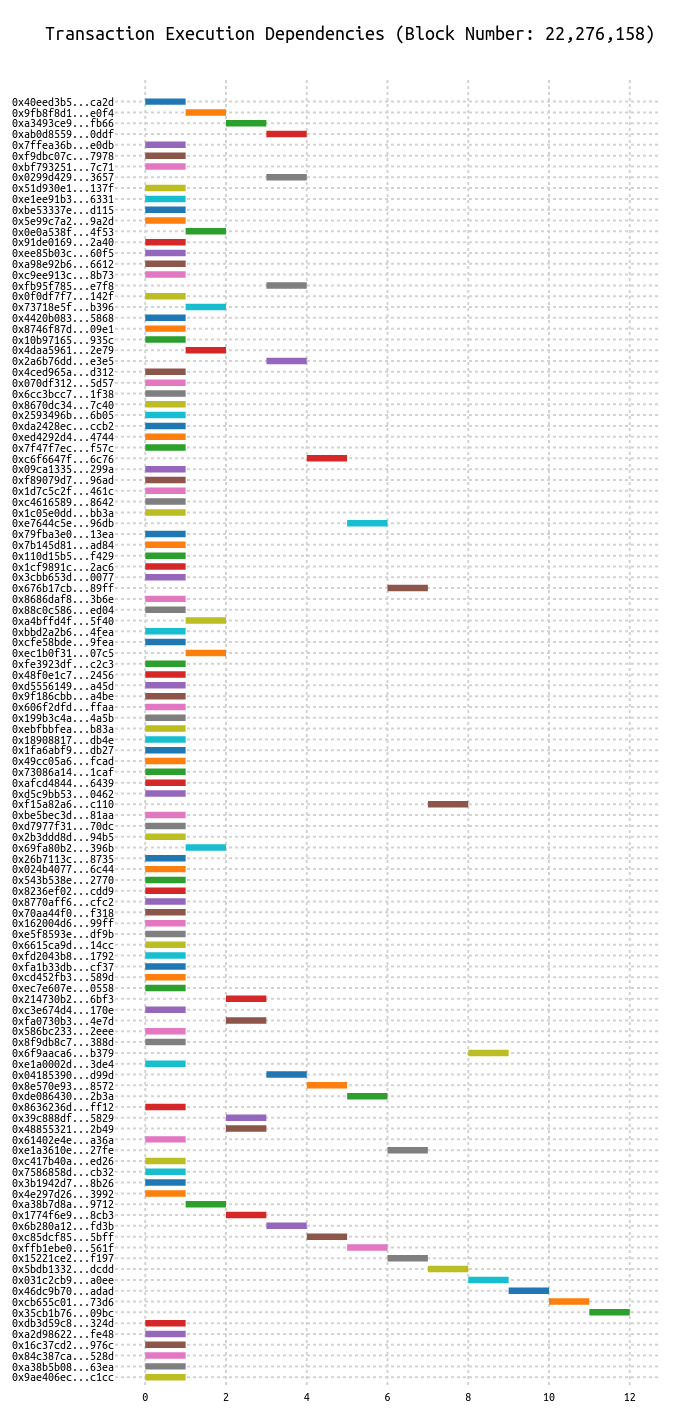 Transaction Execution Dependencies (Block Number: 22,276,158)
0x40eed3b5...ca2d
0x9fb8f8d1...e0f4
0xa3493ce9...fb66
0xab0d8559...0ddf
0x7ffea36b...e0db
0xf9dbc07c...7978
0xbf793251...7c71
0x0299d429...3657
0x51d930e1...137f
0xe1ee91b3...6331
0xbe53337e...d115
0x5e99c7a2...9a2d
0x0e0a538f...4f53
0x91de0169...2a40
0xee85b03c...60f5
0xa98e92b6...6612
0xc9ee913c...8b73
0xfb95f785...e7f8
0x0f0df7f7...142f
0x73718e5f...b396
0x4420b083...5868
0x8746f87d...09e1
0x10b97165...935c
0x4daa5961...2e79
0x2a6b76dd...e3e5
0x4ced965a...d312
0x070df312...5d57
0x6cc3bcc7...1f38
0x8670dc34...7c40
0x2593496b...6b05
0xda2428ec...ccb2
0xed4292d4...4744
0x7f47f7ec...f57c
0xc6f6647f...6c76
0x09ca1335...299a
0xf89079d7...96ad
0x1d7c5c2f...461c
0xc4616589...8642
0x1c05e0dd...bb3a
0xe7644c5e...96db
0x79fba3e0...13ea
0x7b145d81...ad84
0x110d15b5...f429
0x1cf9891c...2ac6
0x3cbb653d...0077
0x676b17cb...89ff
0x8686daf8...3b6e
0x88c0c586...ed04
0xa4bffd4f...5f40
0xbbd2a2b6...4fea
0xcfe58bde...9fea
0xec1b0f31...07c5
0xfe3923df...c2c3
0x48f0e1c7...2456
0xd5556149...a45d
0x9f186cbb...a4be
0x606f2dfd...ffaa
0x199b3c4a...4a5b
0xebfbbfea...b83a
0x18908817...db4e
0x1fa6abf9...db27
0x49cc05a6...fcad
0x73086a14...1caf
0xafcd4844...6439
0xd5c9bb53...0462
0xf15a82a6...c110
0xbe5bec3d...81aa
0xd7977f31...70dc
0x2b3ddd8d...94b5
0x69fa80b2...396b
0x26b7113c...8735
0x024b4077...6c44
0x543b538e...2770
0x8236ef02...cdd9
0x8770aff6...cfc2
0x70aa44f0...f318
0x162004d6...99ff
0xe5f8593e...df9b
0x6615ca9d...14cc
0xfd2043b8...1792
0xfa1b33db...cf37
0xcd452fb3...589d
0xec7e607e...0558
0x214730b2...6bf3
0xc3e674d4...170e
0xfa0730b3...4e7d
0x586bc233...2eee
0x8f9db8c7...388d
0x6f9aaca6...b379
0xe1a0002d...3de4
0x04185390...d99d
0x8e570e93...8572
0xde086430...2b3a
0x8636236d...ff12
0x39c888df...5829
0x48855321...2b49
0x61402e4e...a36a
0xe1a3610e...27fe
0xc417b40a...ed26
0x7586858d...cb32
0x3b1942d7...8b26
0x4e297d26...3992
0xa38b7d8a...9712
0x1774f6e9...8cb3
0x6b280a12...fd3b
0xc85dcf85...5bff
0xffb1ebe0...561f
0x15221ce2...f197
0x5bdb1332...dcdd
0x031c2cb9...a0ee
0x46dc9b70...adad
0xcb655c01...73d6
0x35cb1b76...09bc
0xdb3d59c8...324d
0xa2d98622...fe48
0x16c37cd2...976c
0x84c387ca...528d
0xa38b5b08...63ea
0x9ae406ec...c1cc
0 2 4 6 8 10 12